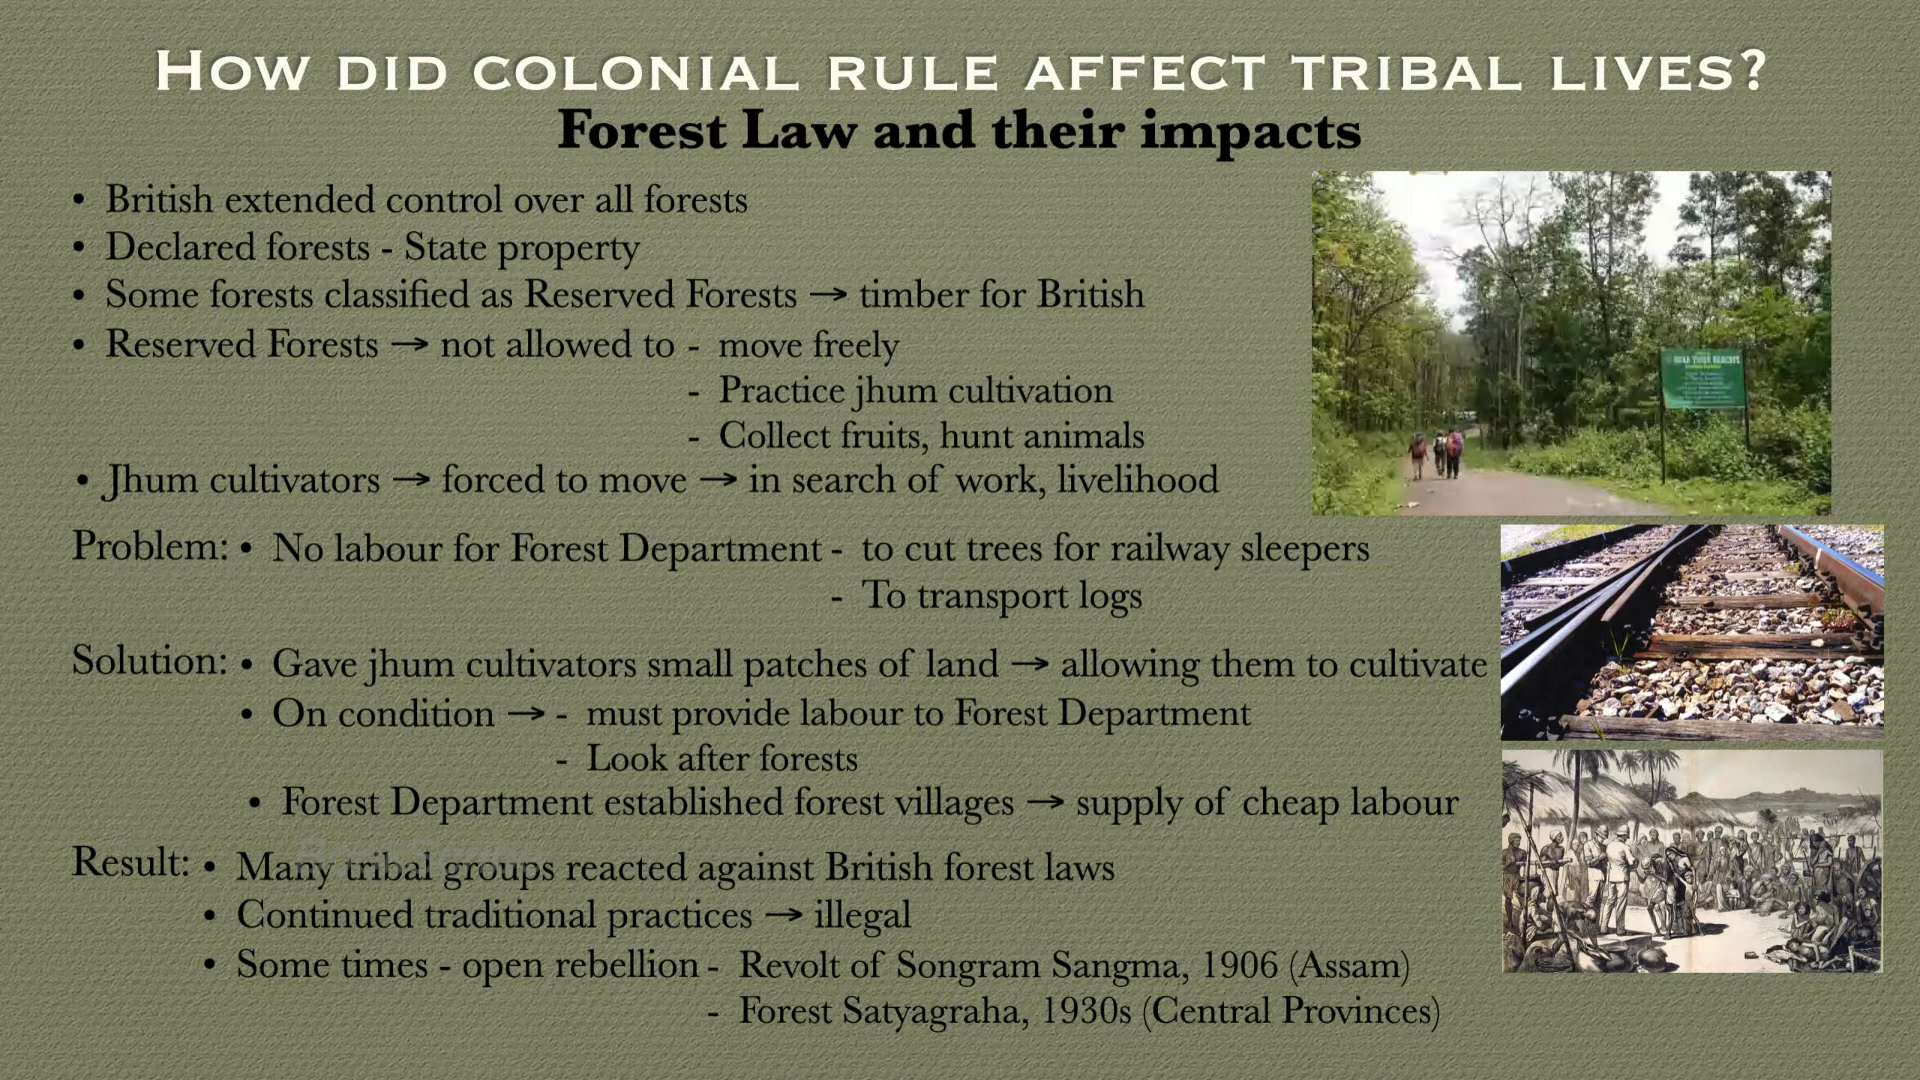 HOW DID COLONIAL RULE AFFECT TRIBAL LIVES?
Forest Law and their impacts
• British extended control over all forests
• Declared forests - State property
• Some forests classified as Reserved Forests → timber for British
• Reserved Forests → not allowed to - move freely
- Practice jhum cultivation
- Collect fruits, hunt animals
• Jhum cultivators → forced to move → in search of work, livelihood
Problem: • No labour for Forest Department - to cut trees for railway sleepers
- To transport logs
Solution: • Gave jhum cultivators small patches of land → allowing them to cultivate
• On condition → - must provide labour to Forest Department
- Look after forests
• Forest Department established forest villages → supply of cheap labour
Result: • Many tribal groups reacted against British forest laws
• Continued traditional practices → illegal
• Some times - open rebellion - Revolt of Songram Sangma, 1906 (Assam)
- Forest Satyagraha, 1930s (Central Provinces)